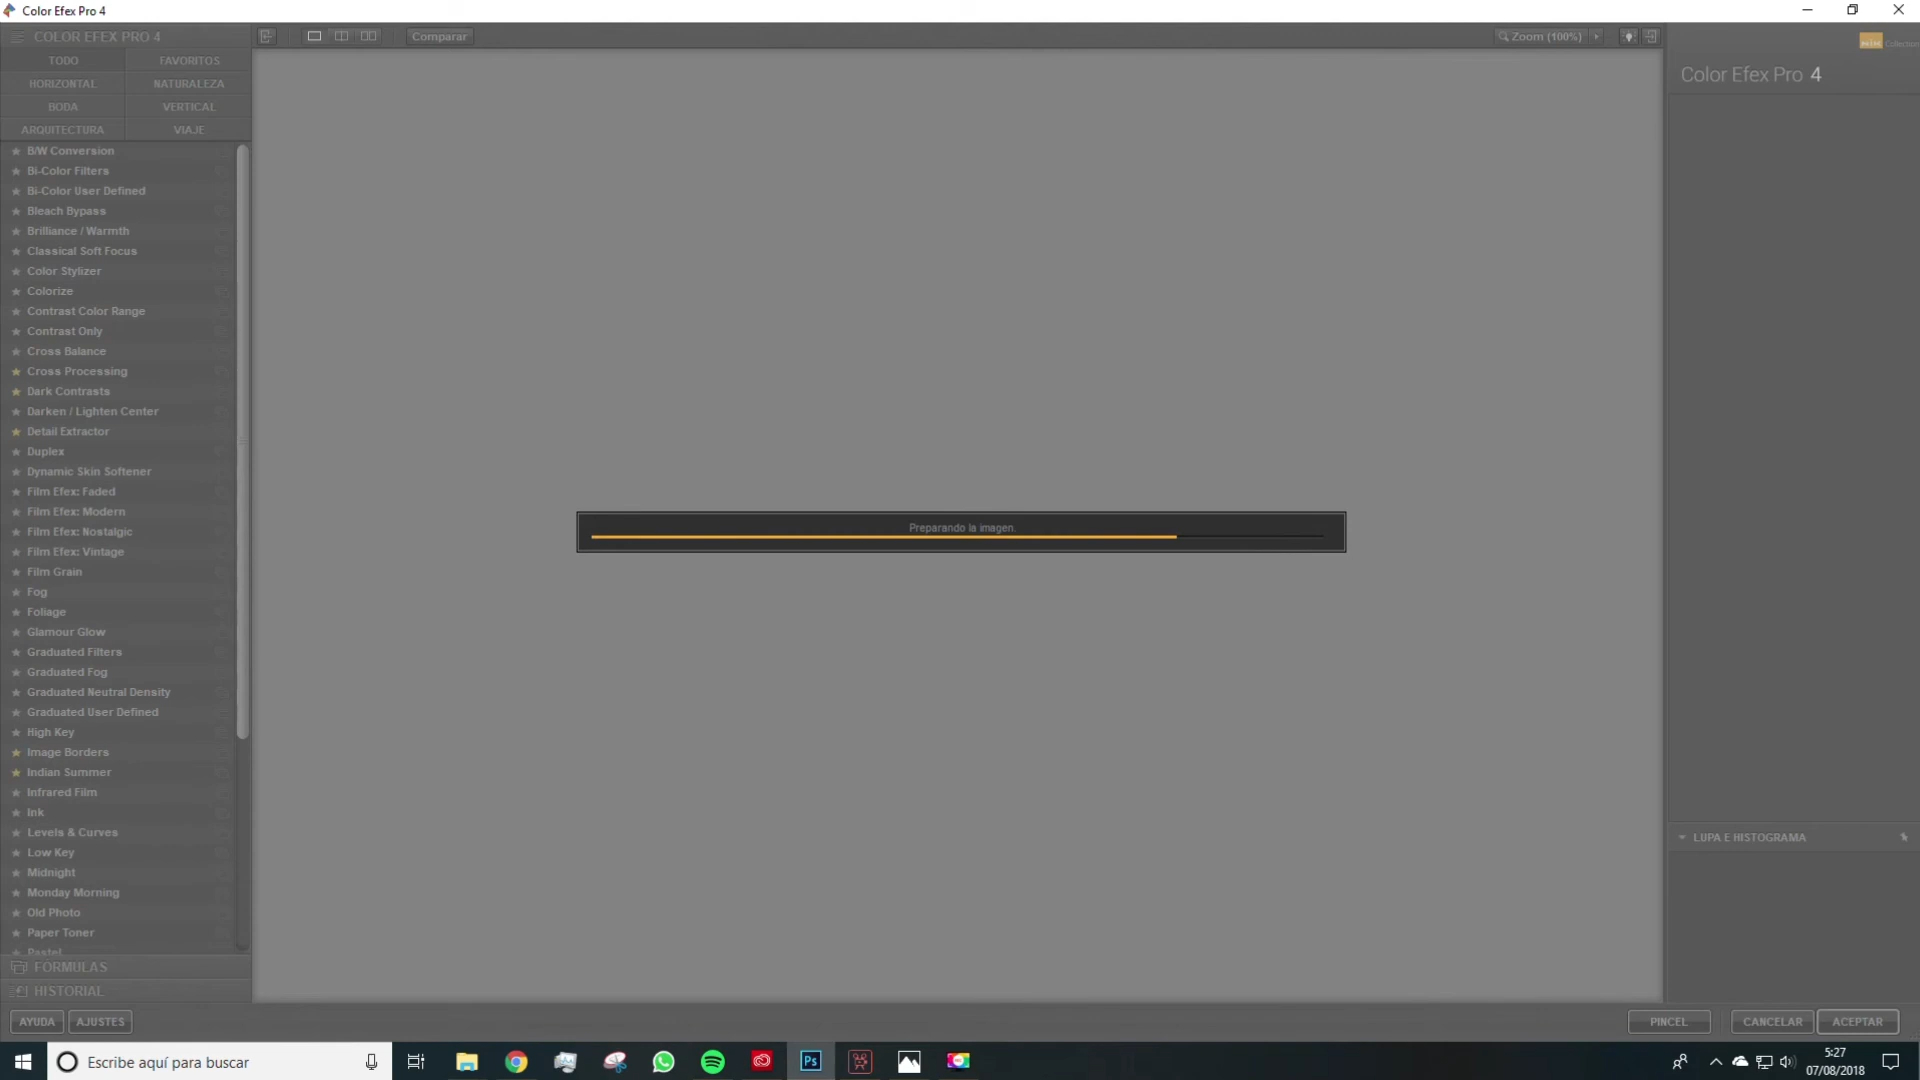 Color Efex Pro 4
COLOR EFEX PRO 4
Comparar
Zoom (100%)
Collection
Color Efex Pro 4
TODO
FAVORITOS
HORIZONTAL
NATURALEZA
BODA
VERTICAL
ARQUITECTURA
VIAJE
B/W Conversion
Bi-Color Filters
Bi-Color User Defined
Bleach Bypass
Brilliance / Warmth
Classical Soft Focus
Color Stylizer
Colorize
Contrast Color Range
Contrast Only
Cross Balance
Cross Processing
Dark Contrasts
Darken / Lighten Center
Detail Extractor
Duplex
Dynamic Skin Softener
Film Efex: Faded
Film Efex: Modern
Film Efex: Nostalgic
Film Efex: Vintage
Film Grain
Fog
Foliage
Glamour Glow
Graduated Filters
Graduated Fog
Graduated Neutral Density
Graduated User Defined
High Key
Image Borders
Indian Summer
Infrared Film
Ink
Levels & Curves
Low Key
Midnight
Monday Morning
Old Photo
Paper Toner
Pastel
FÓRMULAS
HISTORIAL
Preparando la imagen.
LUPA E HISTOGRAMA
AYUDA
AJUSTES
PINCEL
CANCELAR
ACEPTAR
Escribe aquí para buscar
Ps
5:27
07/08/2018